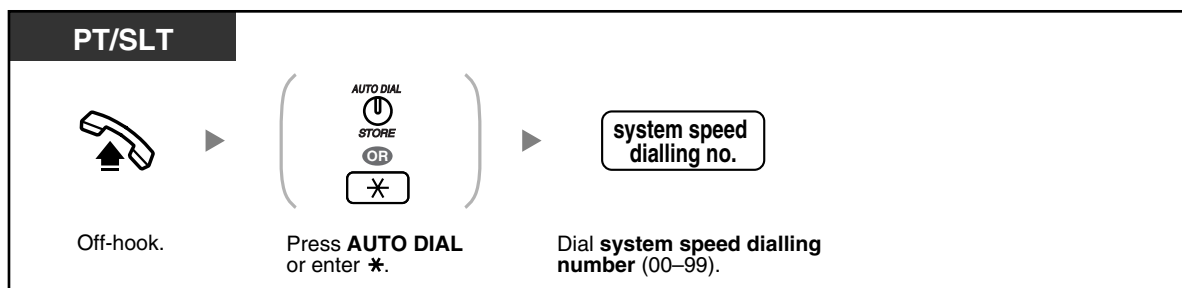 PT/SLT
AUTO DIAL
STORE
OR
*
system speed
dialling no.
Off-hook.
Press AUTO DIAL
or enter *.
Dial system speed dialling
number (00–99).